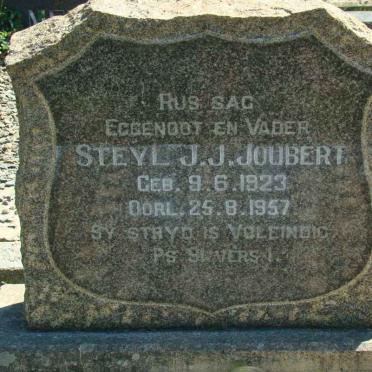 RUS SAG
EGGENOOT EN VADER
STEYL J.J. JOUBERT
GEB. 9.6.1923
OORL. 25.8.1957
SY STRYD IS VOLEINDIG
PS VERS 1.